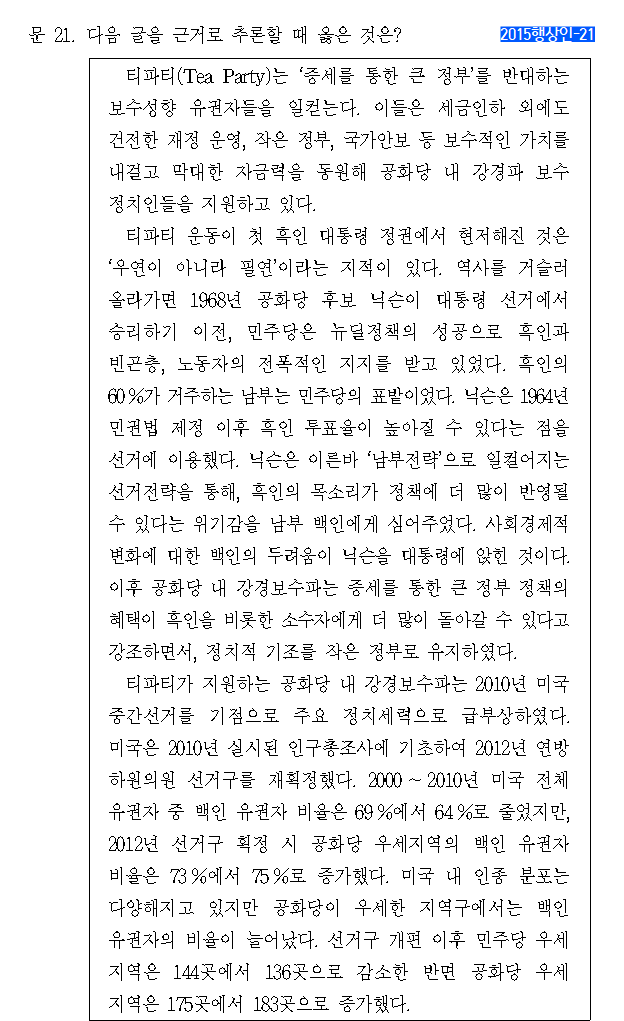 문 21. 다음 글을 근거로 추론할 때 옳은 것은?
2015행상인-21
티파티(Tea Party)는 ‘증세를 통한 큰 정부’를 반대하는
보수성향 유권자들을 일컫는다. 이들은 세금인하 외에도
건전한 재정 운영, 작은 정부, 국가안보 등 보수적인 가치를
내걸고 막대한 자금력을 동원해 공화당 내 강경파 보수
정치인들을 지원하고 있다.
티파티 운동이 첫 흑인 대통령 정권에서 현저해진 것은
‘우연이 아니라 필연’이라는 지적이 있다. 역사를 거슬러
올라가면 1968년 공화당 후보 닉슨이 대통령 선거에서
승리하기 이전, 민주당은 뉴딜정책의 성공으로 흑인과
빈곤층, 노동자의 전폭적인 지지를 받고 있었다. 흑인의
60%가 거주하는 남부는 민주당의 표밭이었다. 닉슨은 1964년
민권법 제정 이후 흑인 투표율이 높아질 수 있다는 점을
선거에 이용했다. 닉슨은 이른바 ‘남부전략’으로 일컬어지는
선거전략을 통해, 흑인의 목소리가 정책에 더 많이 반영될
수 있다는 위기감을 남부 백인에게 심어주었다. 사회경제적
변화에 대한 백인의 두려움이 닉슨을 대통령에 앉힌 것이다.
이후 공화당 내 강경보수파는 증세를 통한 큰 정부 정책의
혜택이 흑인을 비롯한 소수자에게 더 많이 돌아갈 수 있다고
강조하면서, 정치적 기조를 작은 정부로 유지하였다.
티파티가 지원하는 공화당 내 강경보수파는 2010년 미국
중간선거를 기점으로 주요 정치세력으로 급부상하였다.
미국은 2010년 실시된 인구총조사에 기초하여 2012년 연방
하원의원 선거구를 재획정했다. 2000～2010년 미국 전체
유권자 중 백인 유권자 비율은 69%에서 64%로 줄었지만,
2012년 선거구 획정 시 공화당 우세지역의 백인 유권자
비율은 73%에서 75%로 증가했다. 미국 내 인종 분포는
다양해지고 있지만 공화당이 우세한 지역구에서는 백인
유권자의 비율이 늘어났다. 선거구 개편 이후 민주당 우세
지역은 144곳에서 136곳으로 감소한 반면 공화당 우세
지역은 175곳에서 183곳으로 증가했다.